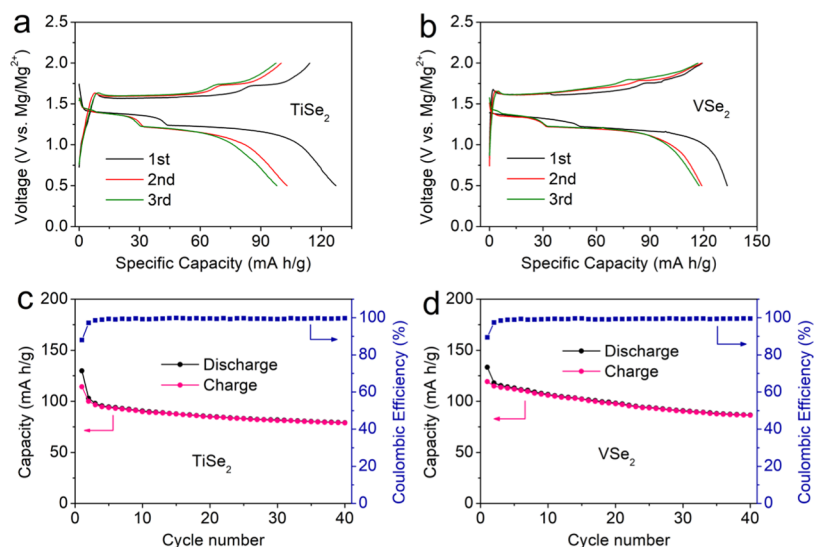 a
2.5
2.0
1.5
1.0
0.5
0.0
Voltage (V vs. Mg/Mg²⁺)
TiSe₂
1st
2nd
3rd
0 30 60 90 120
Specific Capacity (mA h/g)
b
2.5
2.0
1.5
1.0
0.5
0.0
Voltage (V vs. Mg/Mg²⁺)
VSe₂
1st
2nd
3rd
0 30 60 90 120 150
Specific Capacity (mA h/g)
c
200
150
100
50
0
Capacity (mA h/g)
Discharge
Charge
TiSe₂
100
80
60
40
20
0
Coulombic Efficiency (%)
0 10 20 30 40
Cycle number
d
200
150
100
50
0
Capacity (mA h/g)
Discharge
Charge
VSe₂
100
80
60
40
20
0
Coulombic Efficiency (%)
0 10 20 30 40
Cycle number